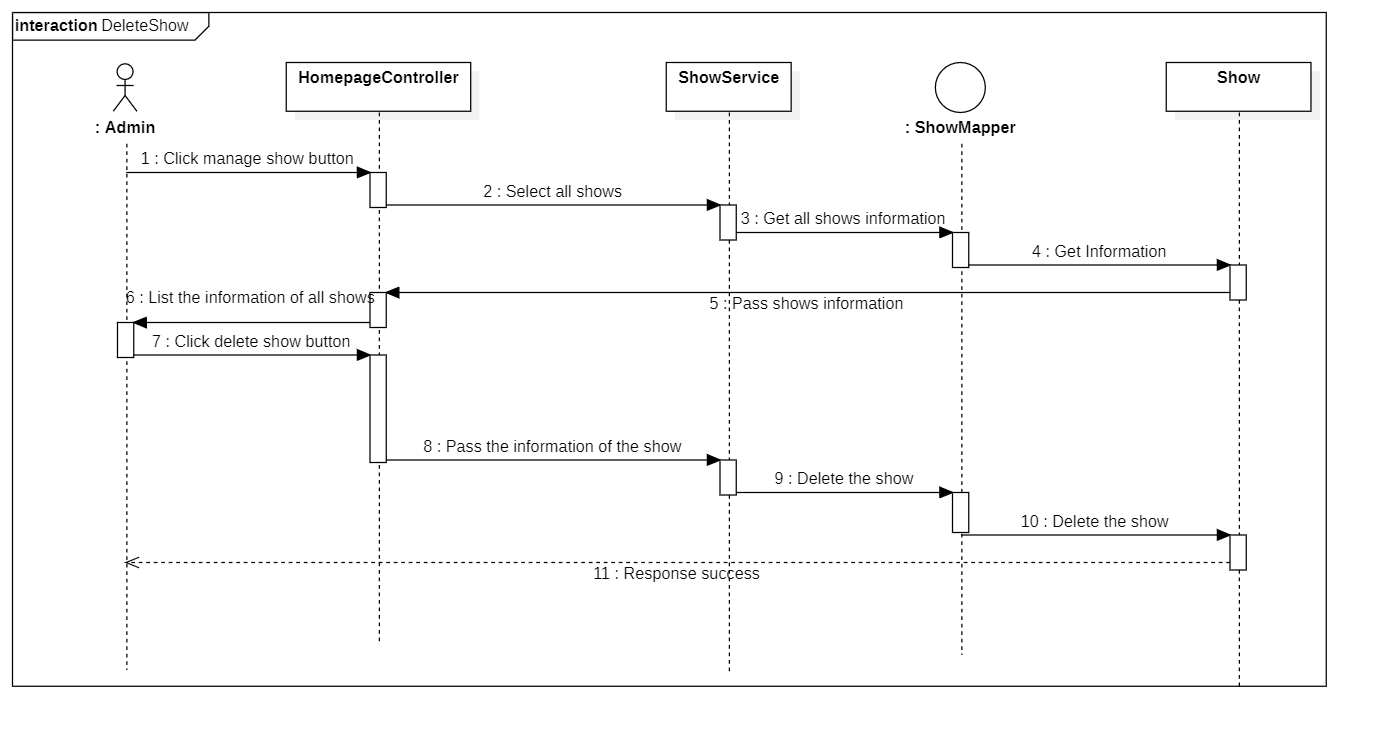 interaction DeleteShow
HomepageController
ShowService
Show
: Admin
: ShowMapper
1 : Click manage show button
2 : Select all shows
3 : Get all shows information
4 : Get Information
5 : Pass shows information
6 : List the information of all shows
7 : Click delete show button
8 : Pass the information of the show
9 : Delete the show
10 : Delete the show
11 : Response success